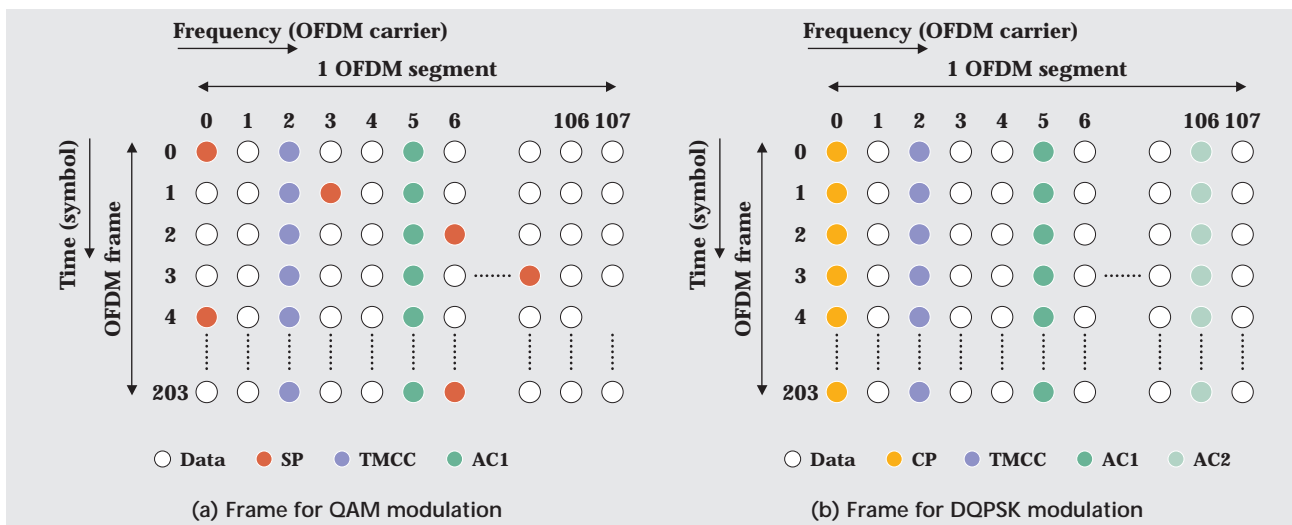 Frequency (OFDM carrier)
1 OFDM segment
0 1 2 3 4 5 6 106 107
Time (symbol)
OFDM frame
0
1
2
3
4
203
Data SP TMCC AC1
(a) Frame for QAM modulation
Frequency (OFDM carrier)
1 OFDM segment
0 1 2 3 4 5 6 106 107
Time (symbol)
OFDM frame
0
1
2
3
4
203
Data CP TMCC AC1 AC2
(b) Frame for DQPSK modulation